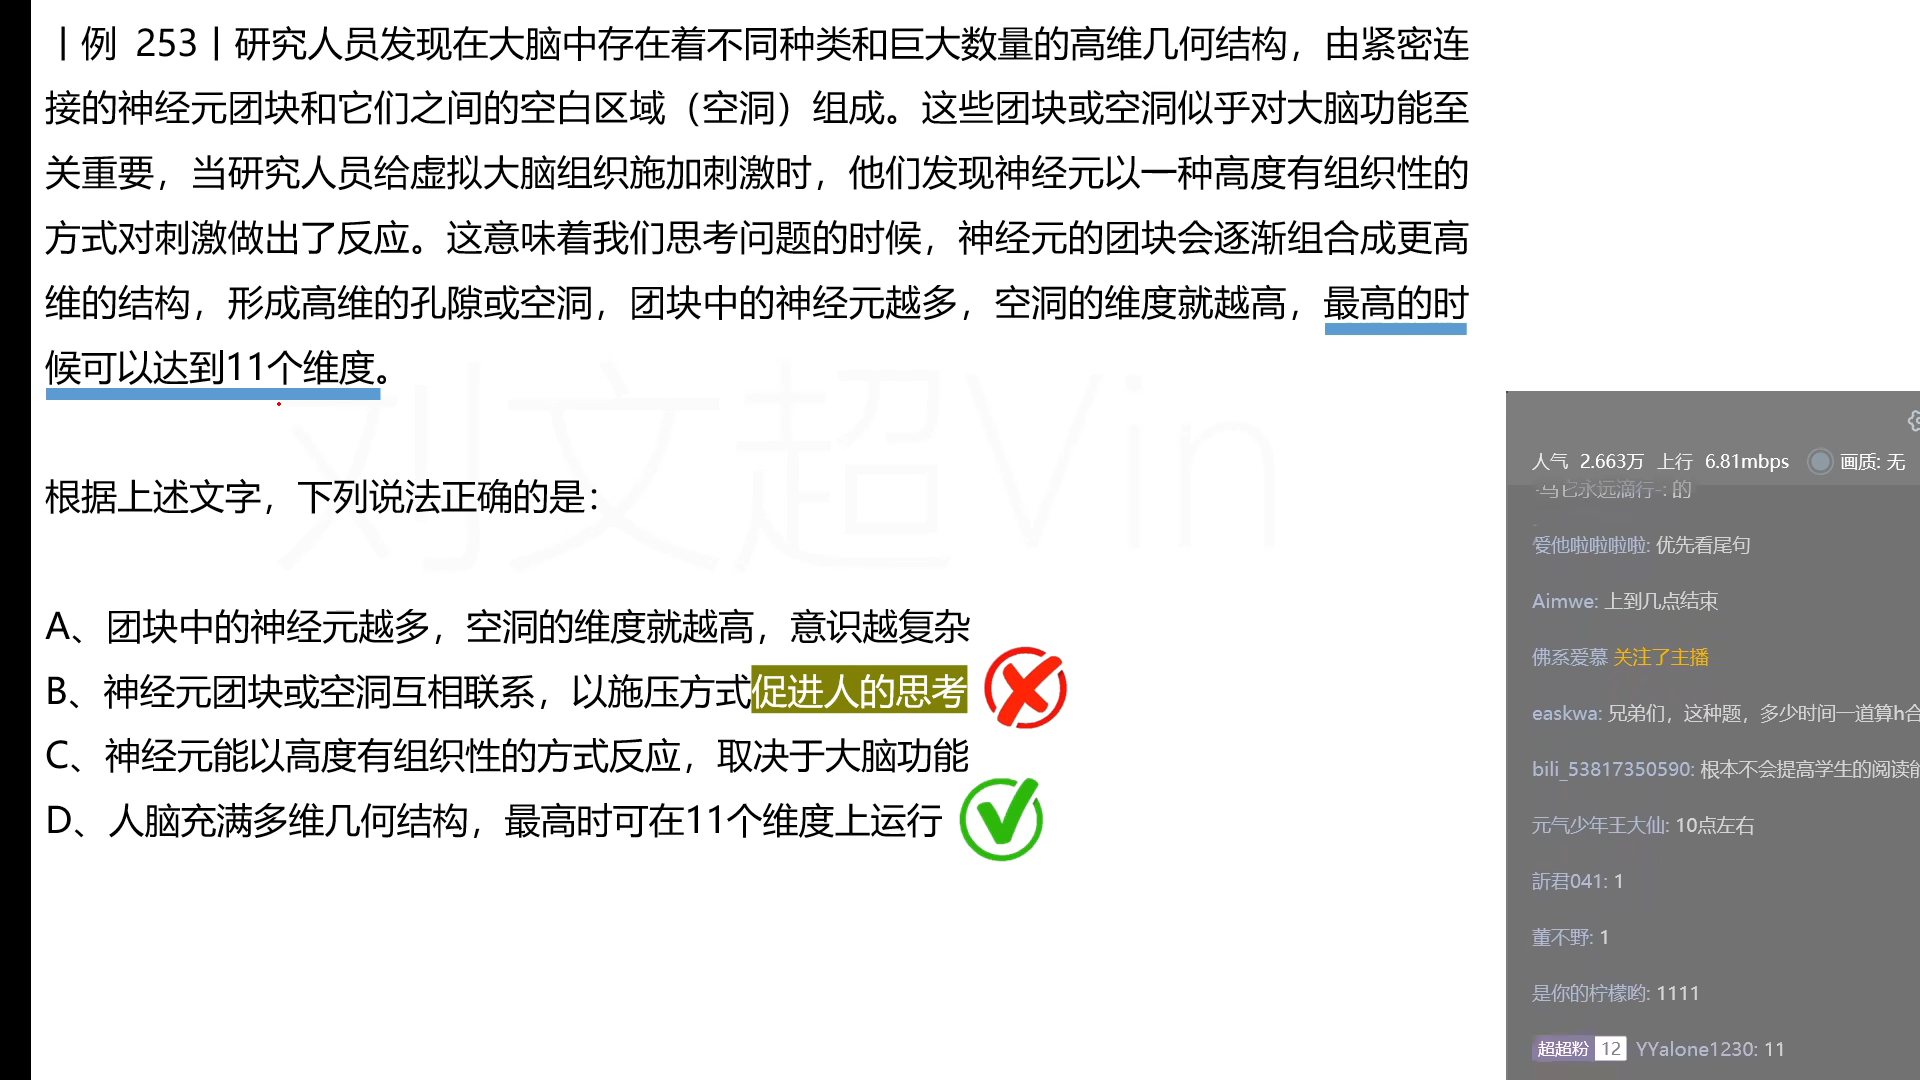 丨例 253丨研究人员发现在大脑中存在着不同种类和巨大数量的高维几何结构，由紧密连
接的神经元团块和它们之间的空白区域（空洞）组成。这些团块或空洞似乎对大脑功能至
关重要，当研究人员给虚拟大脑组织施加刺激时，他们发现神经元以一种高度有组织性的
方式对刺激做出了反应。这意味着我们思考问题的时候，神经元的团块会逐渐组合成更高
维的结构，形成高维的孔隙或空洞，团块中的神经元越多，空洞的维度就越高，最高的时
候可以达到11个维度。
刘文超Vin
根据上述文字，下列说法正确的是：
A、团块中的神经元越多，空洞的维度就越高，意识越复杂
B、神经元团块或空洞互相联系，以施压方式促进人的思考
C、神经元能以高度有组织性的方式反应，取决于大脑功能
D、人脑充满多维几何结构，最高时可在11个维度上运行
人气 2.663万 上行 6.81mbps 画质: 无
的
爱他啦啦啦啦: 优先看尾句
Aimwe: 上到几点结束
佛系爱慕 关注了主播
easkwa: 兄弟们，这种题，多少时间一道算h合
bili_53817350590: 根本不会提高学生的阅读能
元气少年王大仙: 10点左右
訢君041: 1
董不野: 1
是你的柠檬哟: 1111
超超粉 12 YYalone1230: 11